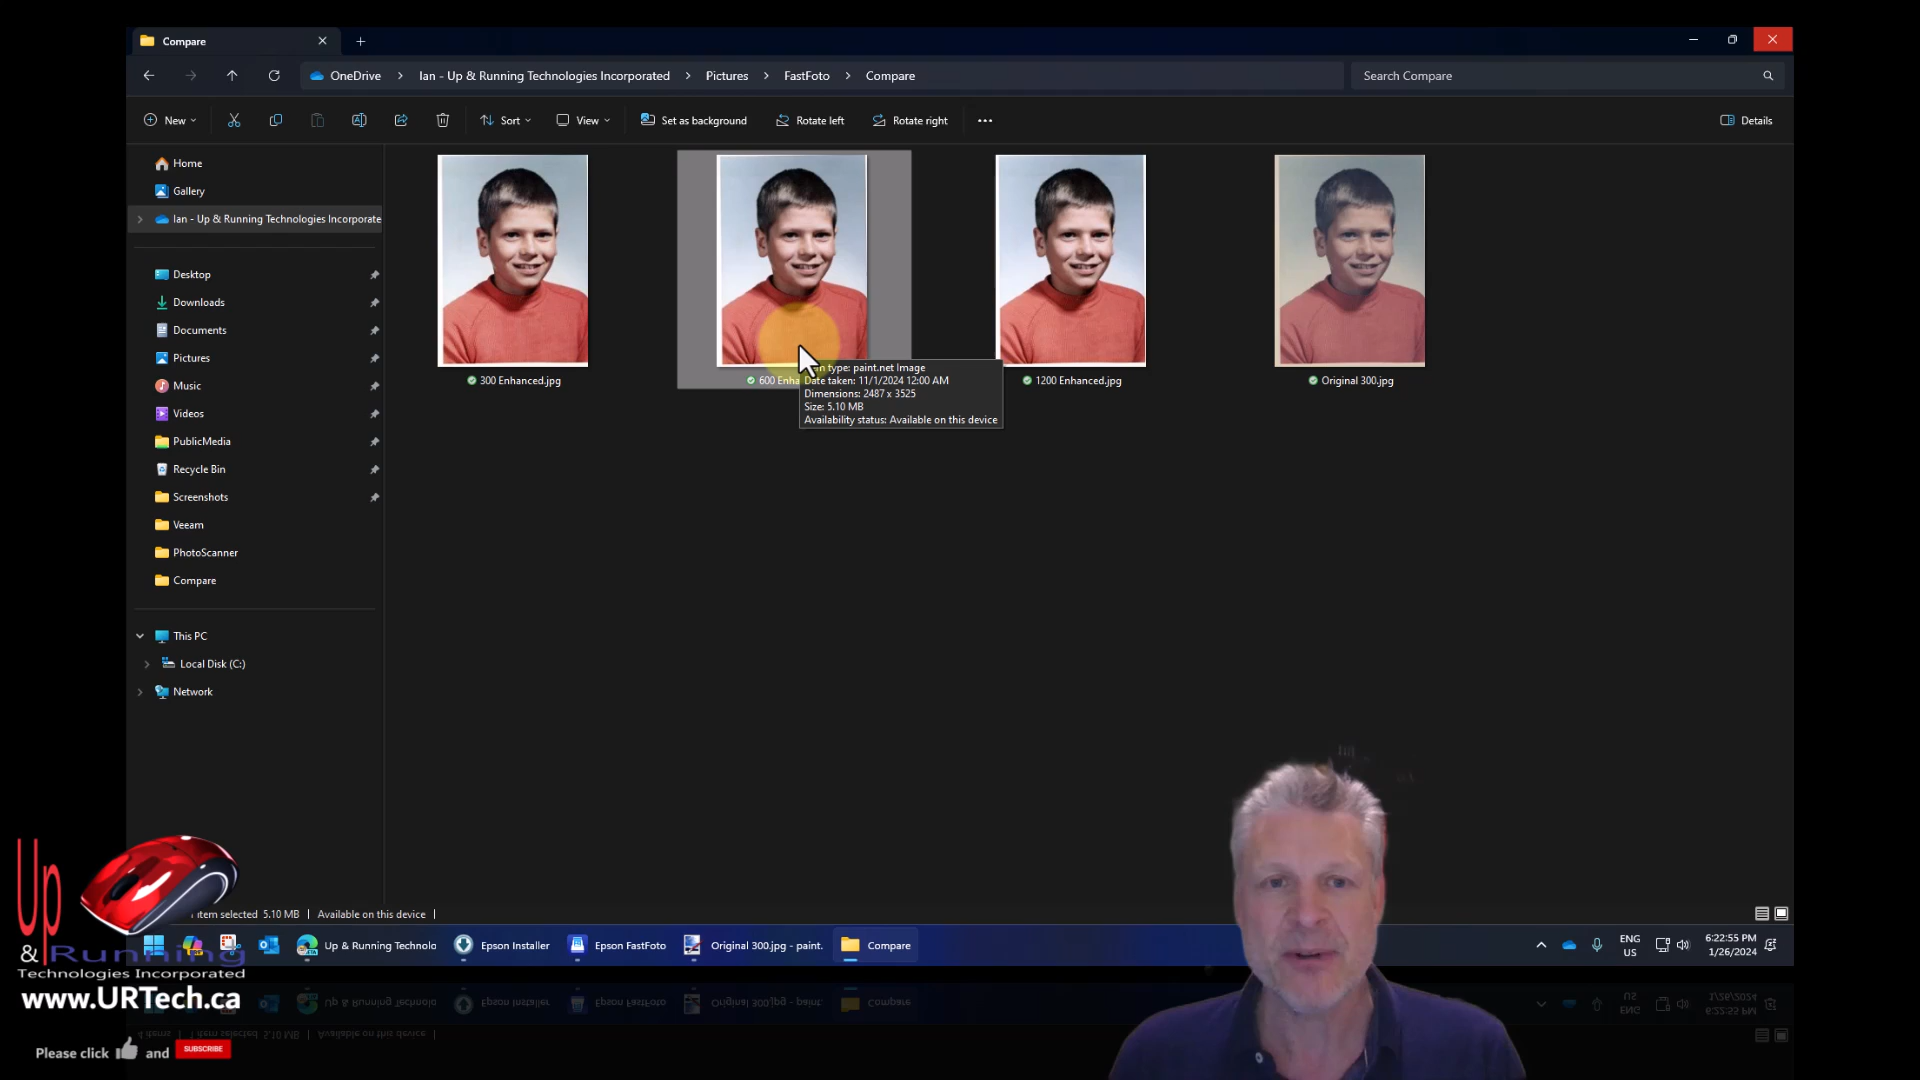 Compare
OneDrive > Ian - Up & Running Technologies Incorporated > Pictures > FastFoto > Compare
Search Compare
New Sort View Set as background Rotate left Rotate right ... Details
Home
Gallery
Ian - Up & Running Technologies Incorporate
Desktop
Downloads
Documents
Pictures
Music
Videos
PublicMedia
Recycle Bin
Screenshots
Veeam
PhotoScanner
Compare
This PC
Local Disk (C:)
Network
300 Enhanced.jpg
600 Enha
1200 Enhanced.jpg
Original 300.jpg
type: paint.net Image
Date taken: 11/1/2024 12:00 AM
Dimensions: 2487 x 3525
Size: 5.10 MB
Availability status: Available on this device
item selected 5.10 MB Available on this device
Up & Running Technolo
Epson Installer
Epson FastFoto
Original 300.jpg - paint.
Compare
ENG
US
6:22:55 PM
1/26/2024
Up
& Running
Technologies Incorporated
www.URTech.ca
Please click and SUBSCRIBE